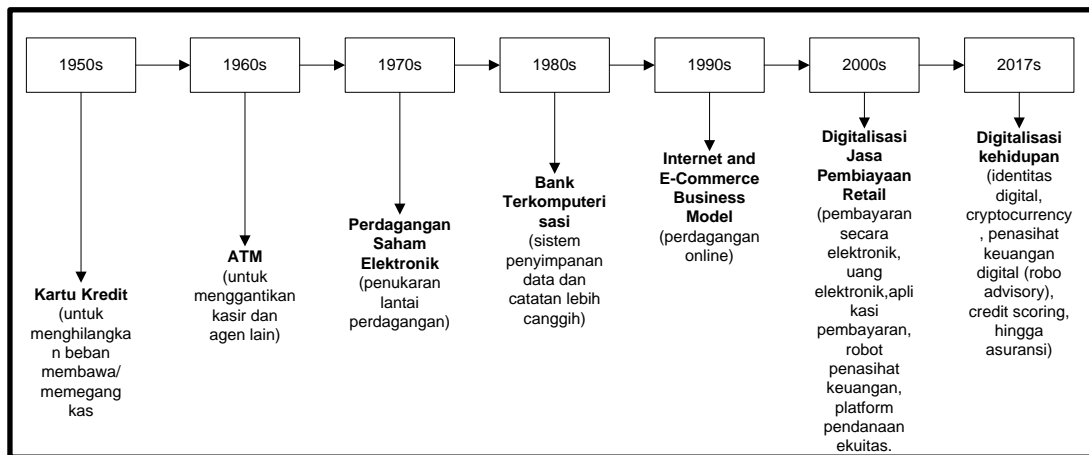 1950s
1960s
1970s
1980s
1990s
2000s
2017s
Kartu Kredit
(untuk
menghilangka
n beban
membawa/
memegang
kas
ATM
(untuk
menggantikan
kasir dan
agen lain)
Perdagangan
Saham
Elektronik
(penukaran
lantai
perdagangan)
Bank
Terkomputeri
sasi
(sistem
penyimpanan
data dan
catatan lebih
canggih)
Internet and
E-Commerce
Business
Model
(perdagangan
online)
Digitalisasi
Jasa
Pembiayaan
Retail
(pembayaran
secara
elektronik,
uang
elektronik,apli
kasi
pembayaran,
robot
penasihat
keuangan,
platform
pendanaan
ekuitas.
Digitalisasi
kehidupan
(identitas
digital,
cryptocurrency
, penasihat
keuangan
digital (robo
advisory),
credit scoring,
hingga
asuransi)